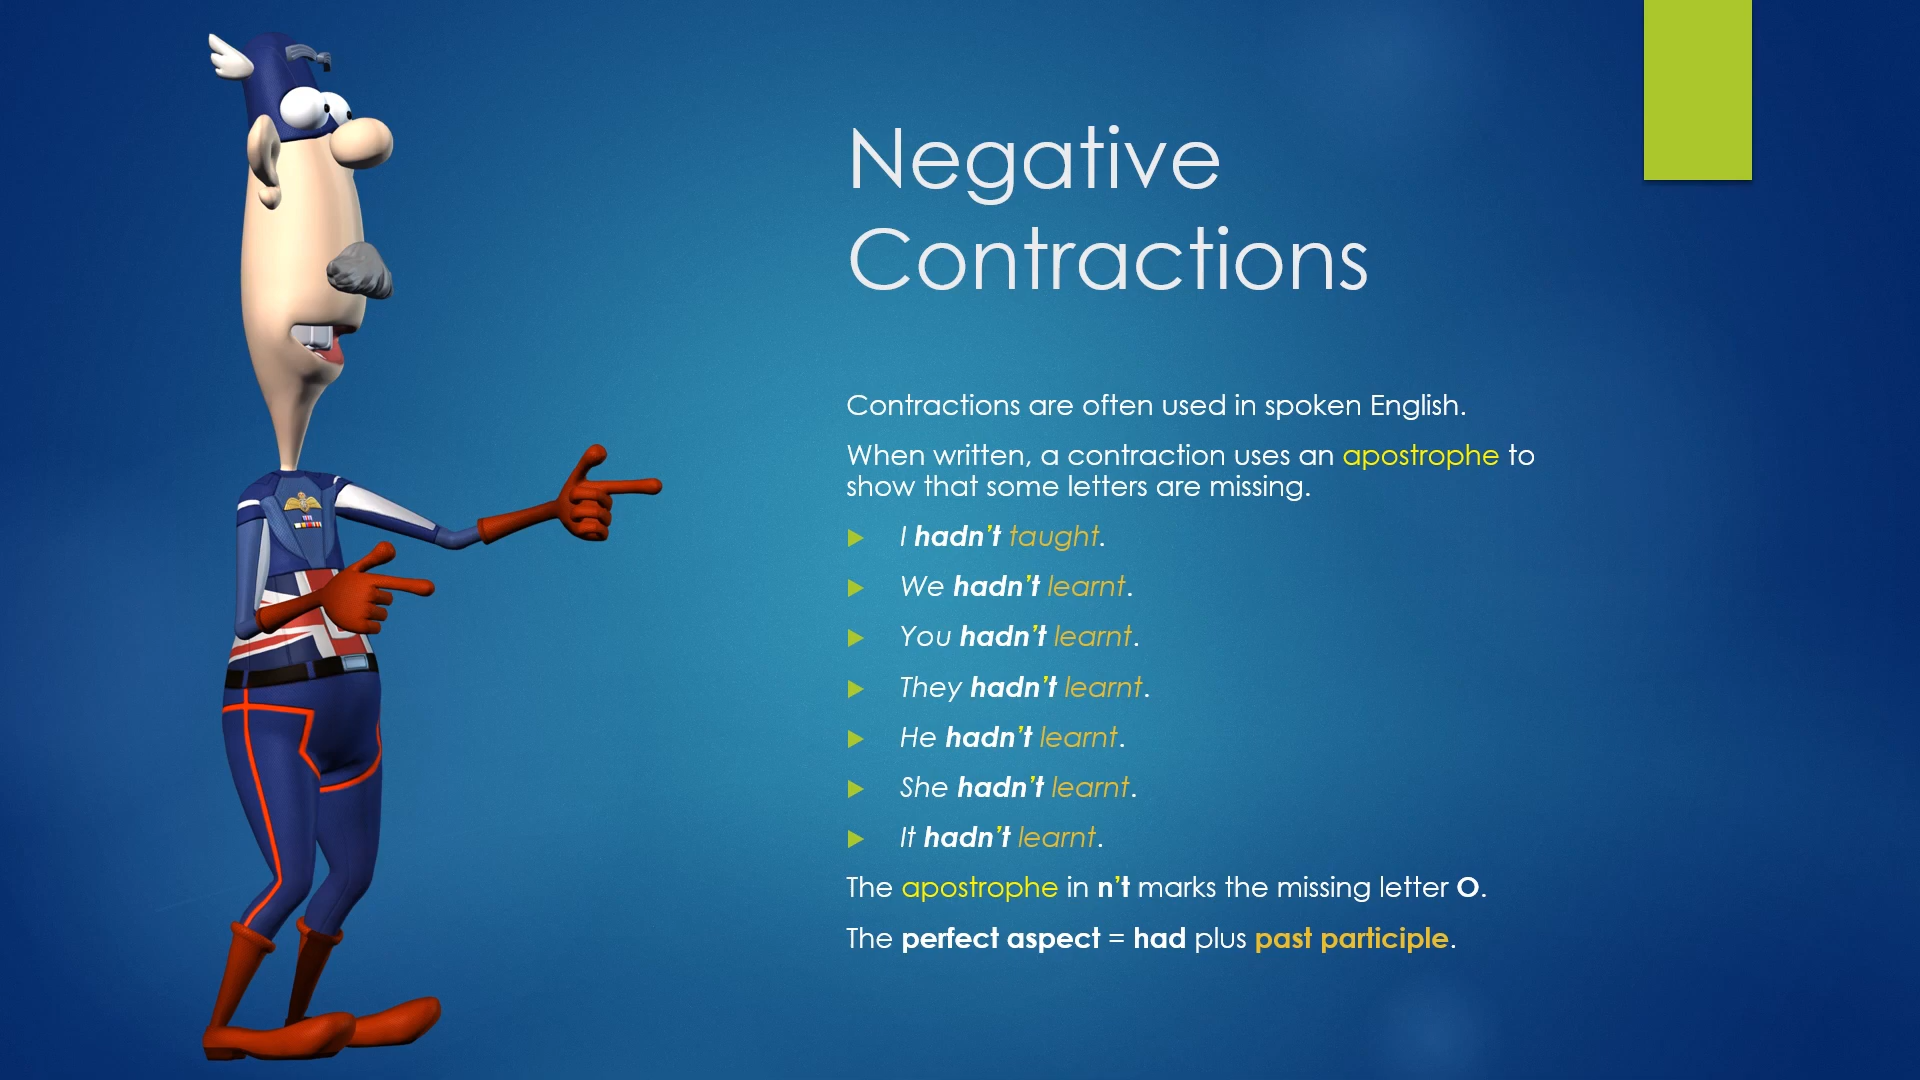 Negative
Contractions
Contractions are often used in spoken English.
When written, a contraction uses an apostrophe to
show that some letters are missing.
I hadn’t taught.
We hadn’t learnt.
You hadn’t learnt.
They hadn’t learnt.
He hadn’t learnt.
She hadn’t learnt.
It hadn’t learnt.
The apostrophe in n’t marks the missing letter O.
The perfect aspect = had plus past participle.